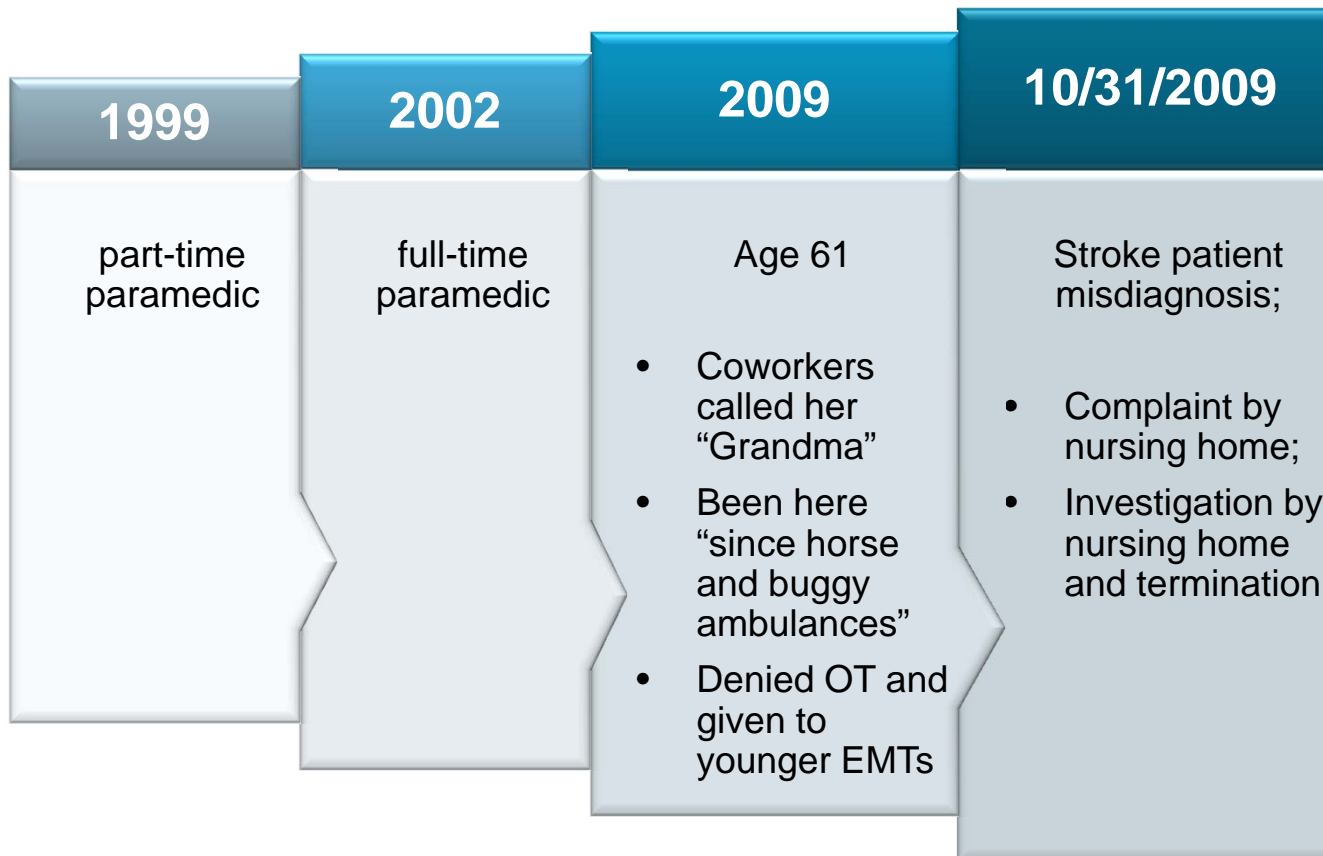 1999
part-time
paramedic
2002
full-time
paramedic
2009
Age 61
• Coworkers
called her
“Grandma”
• Been here
“since horse
and buggy
ambulances”
• Denied OT and
given to
younger EMTs
10/31/2009
Stroke patient
misdiagnosis;
• Complaint by
nursing home;
• Investigation by
nursing home
and termination